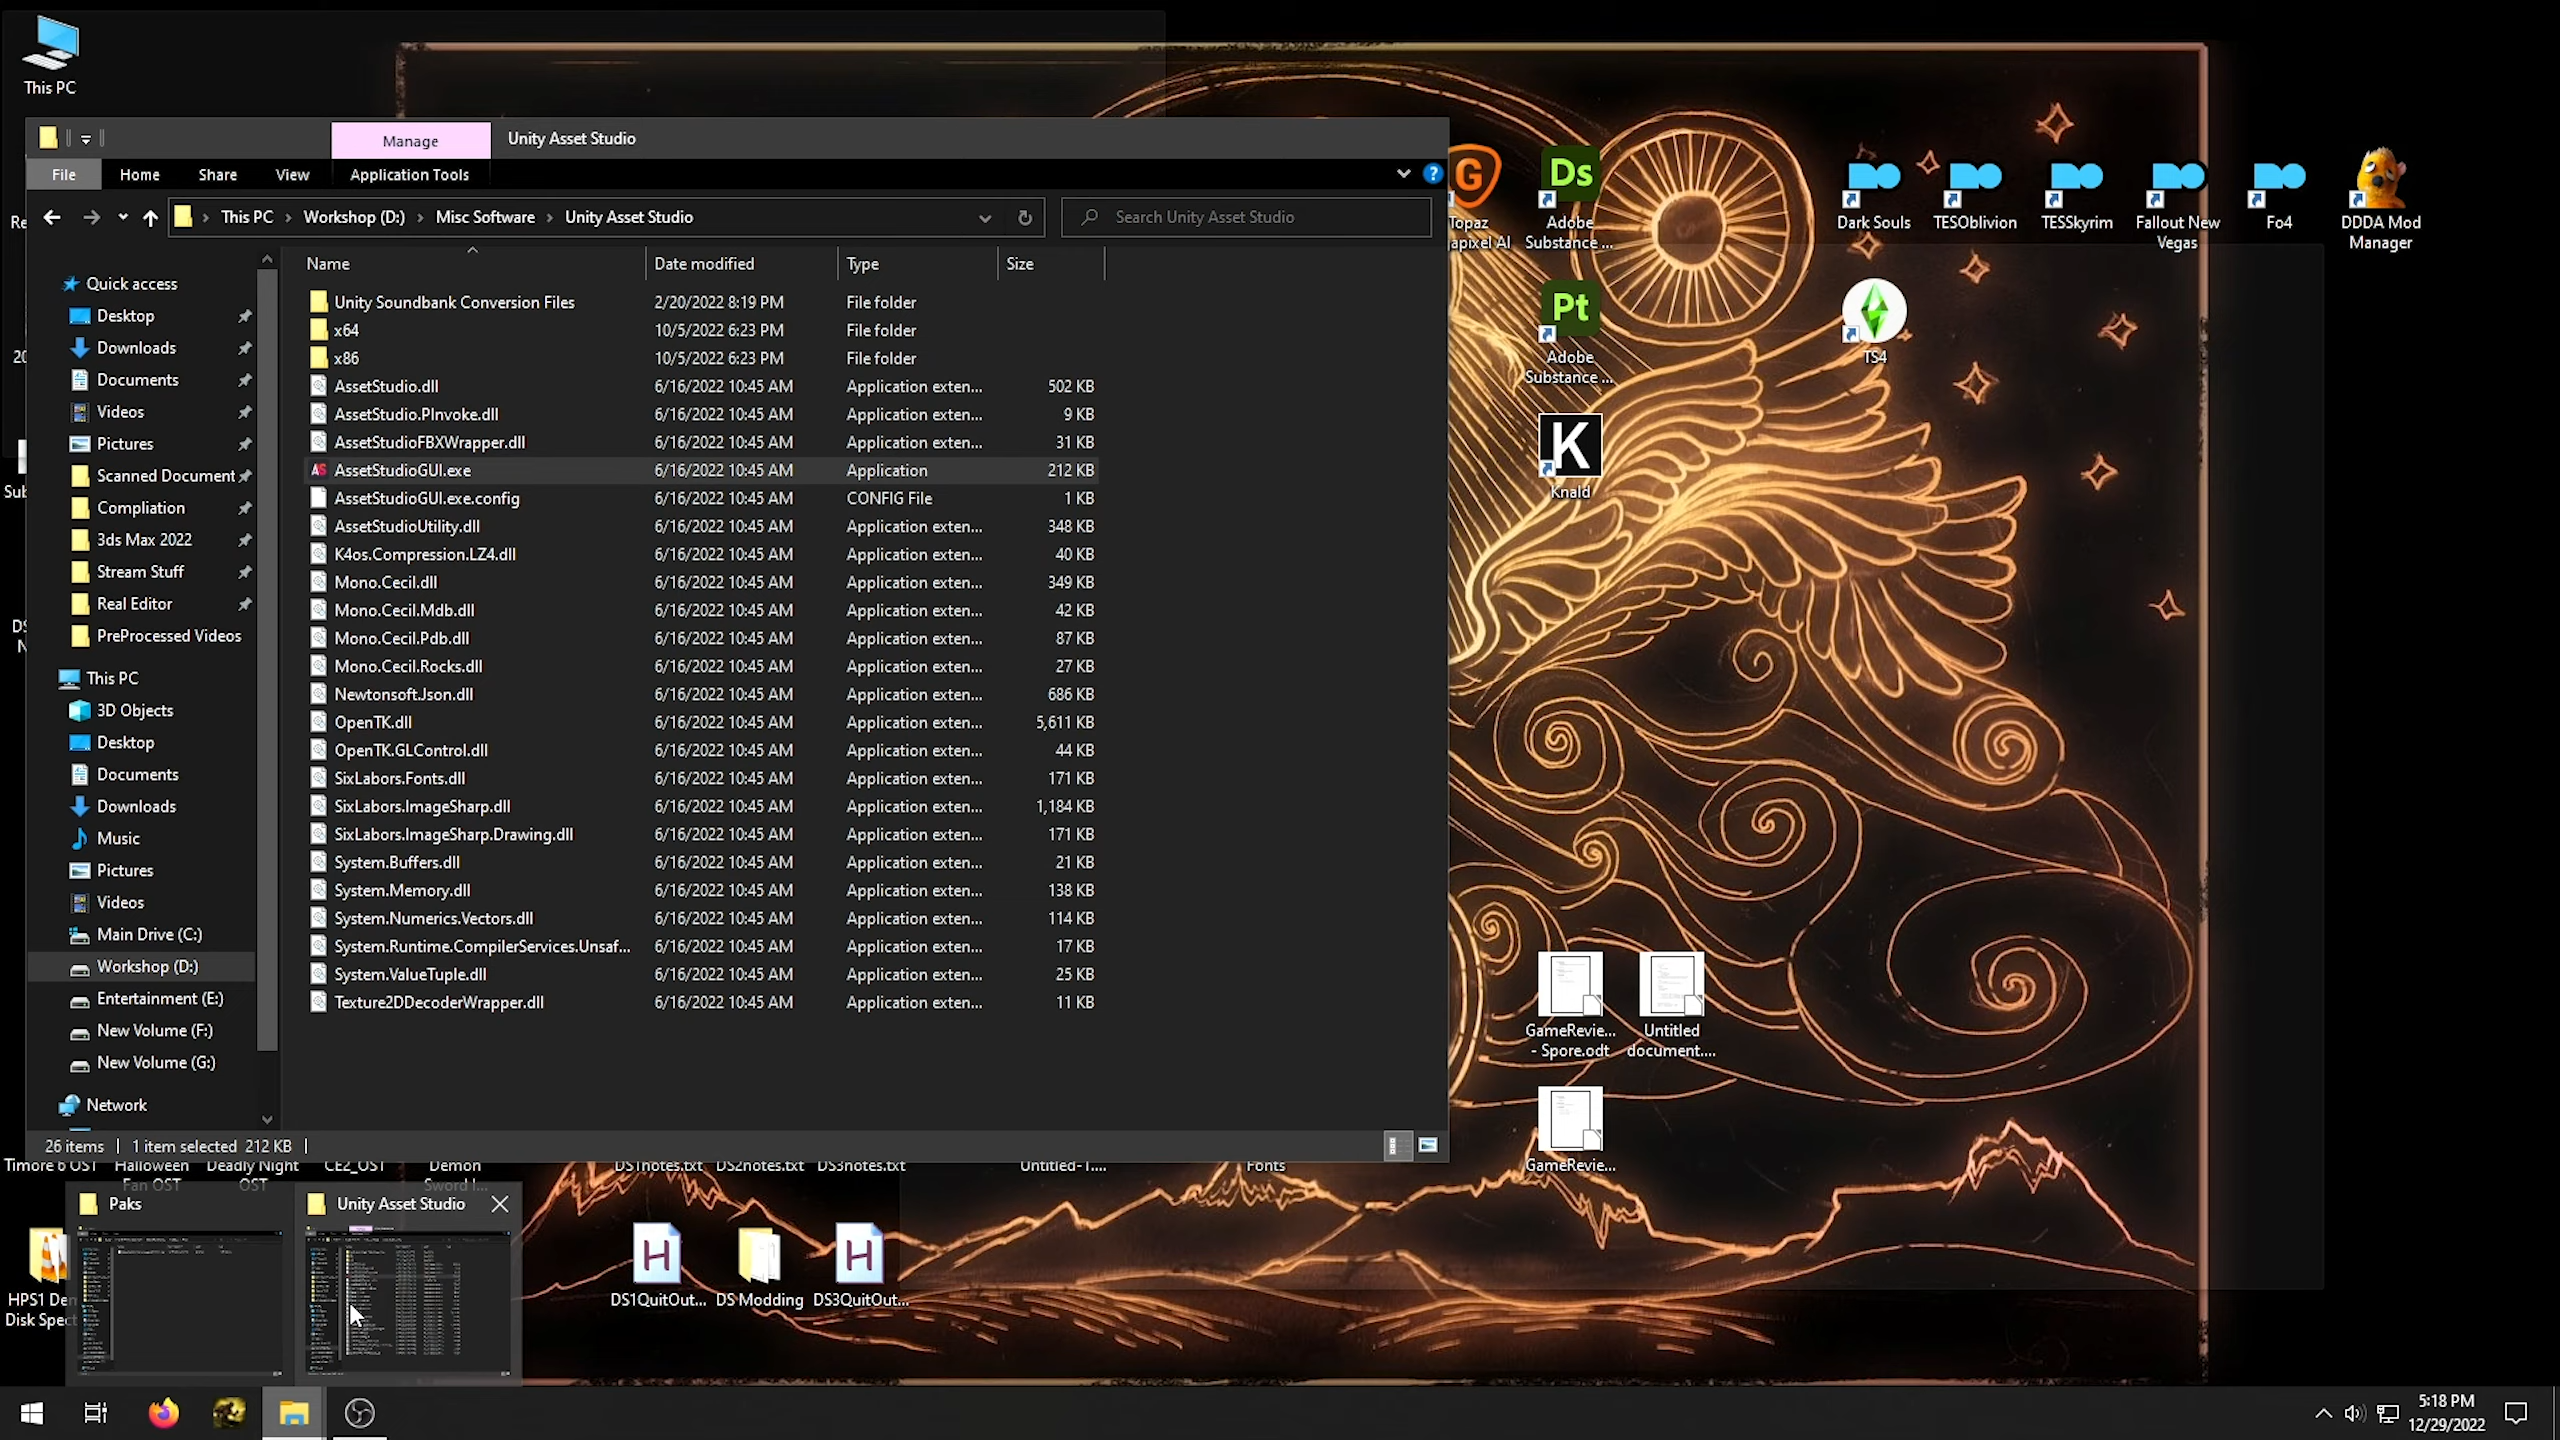 This PC
Manage
Unity Asset Studio
File
Home
Share
View
Application Tools
This PC
Workshop (D:)
Misc Software
Unity Asset Studio
Search Unity Asset Studio
Name
Date modified
Type
Size
Quick access
Desktop
Downloads
Documents
Videos
Pictures
Scanned Document
Compliation
3ds Max 2022
Stream Stuff
Real Editor
PreProcessed Videos
This PC
3D Objects
Desktop
Documents
Downloads
Music
Pictures
Videos
Main Drive (C:)
Workshop (D:)
Entertainment (E:)
New Volume (F:)
New Volume (G:)
Network
Unity Soundbank Conversion Files 2/20/2022 8:19 PM File folder
x64 10/5/2022 6:23 PM File folder
x86 10/5/2022 6:23 PM File folder
AssetStudio.dll 6/16/2022 10:45 AM Application exten... 502 KB
AssetStudio.PInvoke.dll 6/16/2022 10:45 AM Application exten... 9 KB
AssetStudioFBXWrapper.dll 6/16/2022 10:45 AM Application exten... 31 KB
AssetStudioGUI.exe 6/16/2022 10:45 AM Application 212 KB
AssetStudioGUI.exe.config 6/16/2022 10:45 AM CONFIG File 1 KB
AssetStudioUtility.dll 6/16/2022 10:45 AM Application exten... 348 KB
K4os.Compression.LZ4.dll 6/16/2022 10:45 AM Application exten... 40 KB
Mono.Cecil.dll 6/16/2022 10:45 AM Application exten... 349 KB
Mono.Cecil.Mdb.dll 6/16/2022 10:45 AM Application exten... 42 KB
Mono.Cecil.Pdb.dll 6/16/2022 10:45 AM Application exten... 87 KB
Mono.Cecil.Rocks.dll 6/16/2022 10:45 AM Application exten... 27 KB
Newtonsoft.Json.dll 6/16/2022 10:45 AM Application exten... 686 KB
OpenTK.dll 6/16/2022 10:45 AM Application exten... 5,611 KB
OpenTK.GLControl.dll 6/16/2022 10:45 AM Application exten... 44 KB
SixLabors.Fonts.dll 6/16/2022 10:45 AM Application exten... 171 KB
SixLabors.ImageSharp.dll 6/16/2022 10:45 AM Application exten... 1,184 KB
SixLabors.ImageSharp.Drawing.dll 6/16/2022 10:45 AM Application exten... 171 KB
System.Buffers.dll 6/16/2022 10:45 AM Application exten... 21 KB
System.Memory.dll 6/16/2022 10:45 AM Application exten... 138 KB
System.Numerics.Vectors.dll 6/16/2022 10:45 AM Application exten... 114 KB
System.Runtime.CompilerServices.Unsaf... 6/16/2022 10:45 AM Application exten... 17 KB
System.ValueTuple.dll 6/16/2022 10:45 AM Application exten... 25 KB
Texture2DDecoderWrapper.dll 6/16/2022 10:45 AM Application exten... 11 KB
26 items 1 item selected 212 KB
Topaz
apixel AI
Ds
Adobe
Substance ...
Pt
Adobe
Substance ...
K
Knald
Dark Souls
TESOblivion
TESSkyrim
Fallout New
Vegas
Fo4
DDDA Mod
Manager
TS4
GameRevie...
- Spore.odt
Untitled
document....
GameRevie...
Timore 6 OST
Halloween
Fan OST
Deadly Night
OST
CE2_OST
Demon
Sword I...
DS1notes.txt
DS2notes.txt
DS3notes.txt
Untitled-1....
Fonts
Paks
Unity Asset Studio
HPS1 De
Disk Spect
H
DS1QuitOut...
DS Modding
H
DS3QuitOut...
5:18 PM
12/29/2022